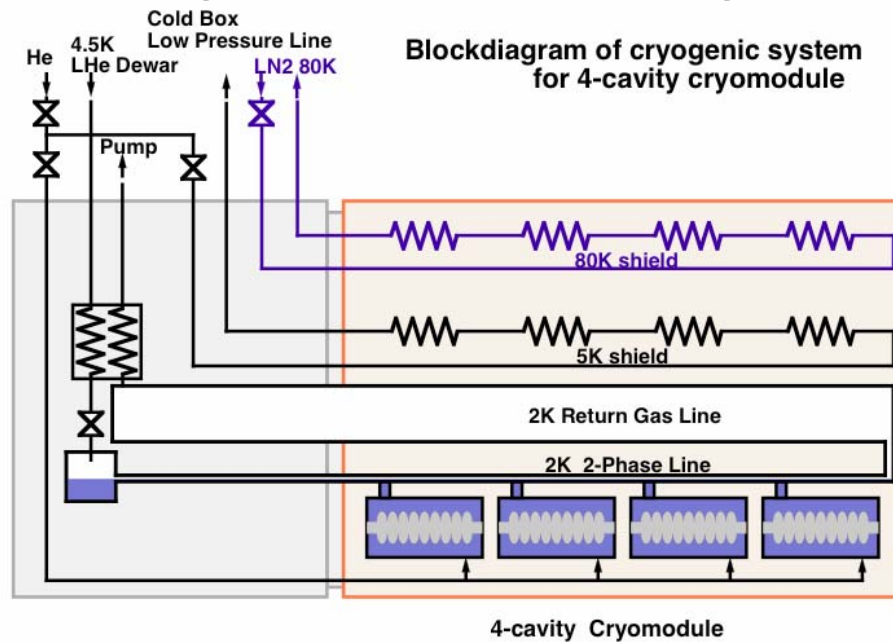 Cold Box
Low Pressure Line
He
4.5K
LHe Dewar
LN2 80K
Blockdiagram of cryogenic system
for 4-cavity cryomodule
Pump
80K shield
5K shield
2K Return Gas Line
2K 2-Phase Line
4-cavity Cryomodule